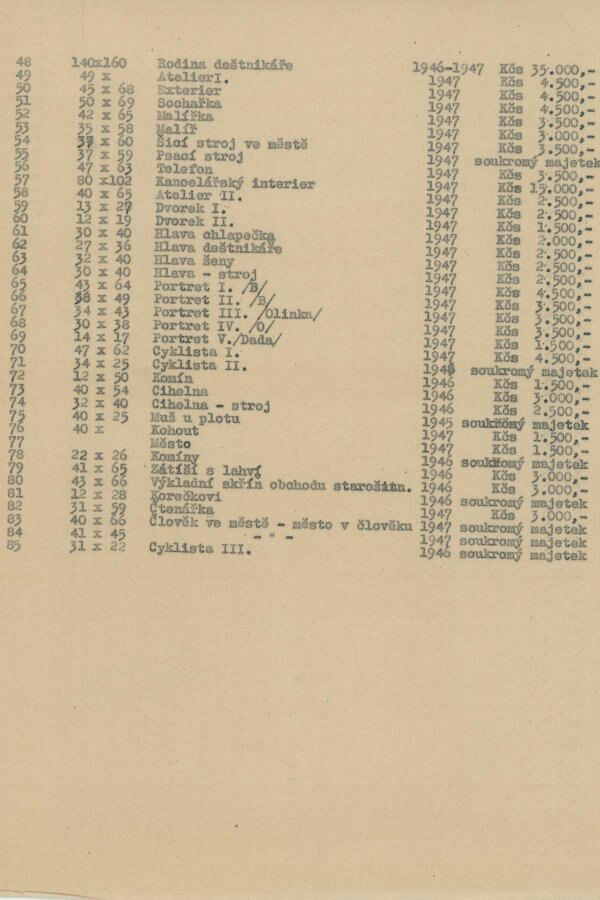 48 140x160 Rodina deštnikáře 1946-1947 Kčs 35.000,-
49 49 x Atelier I. 1947 Kčs 4.500,-
50 45 x 68 Exterier 1947 Kčs 4.500,-
51 50 x 69 Sochařka 1947 Kčs 4.500,-
52 42 x 65 Malířka 1947 Kčs 3.500,-
53 35 x 58 Malíř 1947 Kčs 3.000,-
54 37 x 60 Šicí stroj ve městě 1947 Kčs 3.500,-
55 37 x 59 Psací stroj 1947 soukromý majetek
56 47 x 63 Telefon 1947 Kčs 3.500,-
57 80 x102 Kancelářský interier 1947 Kčs 15.000,-
58 40 x 65 Atelier II. 1947 Kčs 2.500,-
59 13 x 27 Dvorek I. 1947 Kčs 2.500,-
60 12 x 19 Dvorek II. 1947 Kčs 1.500,-
61 30 x 40 Hlava chlapečka 1947 Kčs 2.000,-
62 27 x 36 Hlava deštnikáře 1947 Kčs 2.500,-
63 32 x 40 Hlava ženy 1947 Kčs 2.500,-
64 30 x 40 Hlava - stroj 1947 Kčs 2.500,-
65 43 x 64 Portret I. /B/ 1947 Kčs 4.500,-
66 38 x 49 Portret II. /B/ 1947 Kčs 3.500,-
67 34 x 43 Portret III. /Olinka/ 1947 Kčs 3.500,-
68 30 x 38 Portret IV. /O/ 1947 Kčs 3.500,-
69 14 x 17 Portret V./Dada/ 1947 Kčs 1.500,-
70 47 x 62 Cyklista I. 1947 Kčs 4.500,-
71 34 x 25 Cyklista II. soukromý majetek
72 12 x 50 Komín 1946 Kčs 1.500,-
73 40 x 54 Cihelna 1946 Kčs 3.000,-
74 32 x 40 Cihelna - stroj 1946 Kčs 2.500,-
75 40 x 25 Muž u plotu 1945 soukromý majetek
76 40 x Kohout 1947 Kčs 1.500,-
77 Město 1947 Kčs 1.500,-
78 22 x 26 Komíny 1946 soukromý majetek
79 41 x 65 Zátiší s lahví 1946 Kčs 3.000,-
80 43 x 66 Výkladní skřín obchodu starožitn. 1946 Kčs 3.000,-
81 12 x 28 Korečkovi 1946 soukromý majetek
82 31 x 59 Čtenářka 1947 Kčs 3.000,-
83 40 x 66 Člověk ve městě - město v člověku 1947 soukromý majetek
84 41 x 45 - " - 1947 soukromý majetek
85 31 x 22 Cyklista III. 1946 soukromý majetek